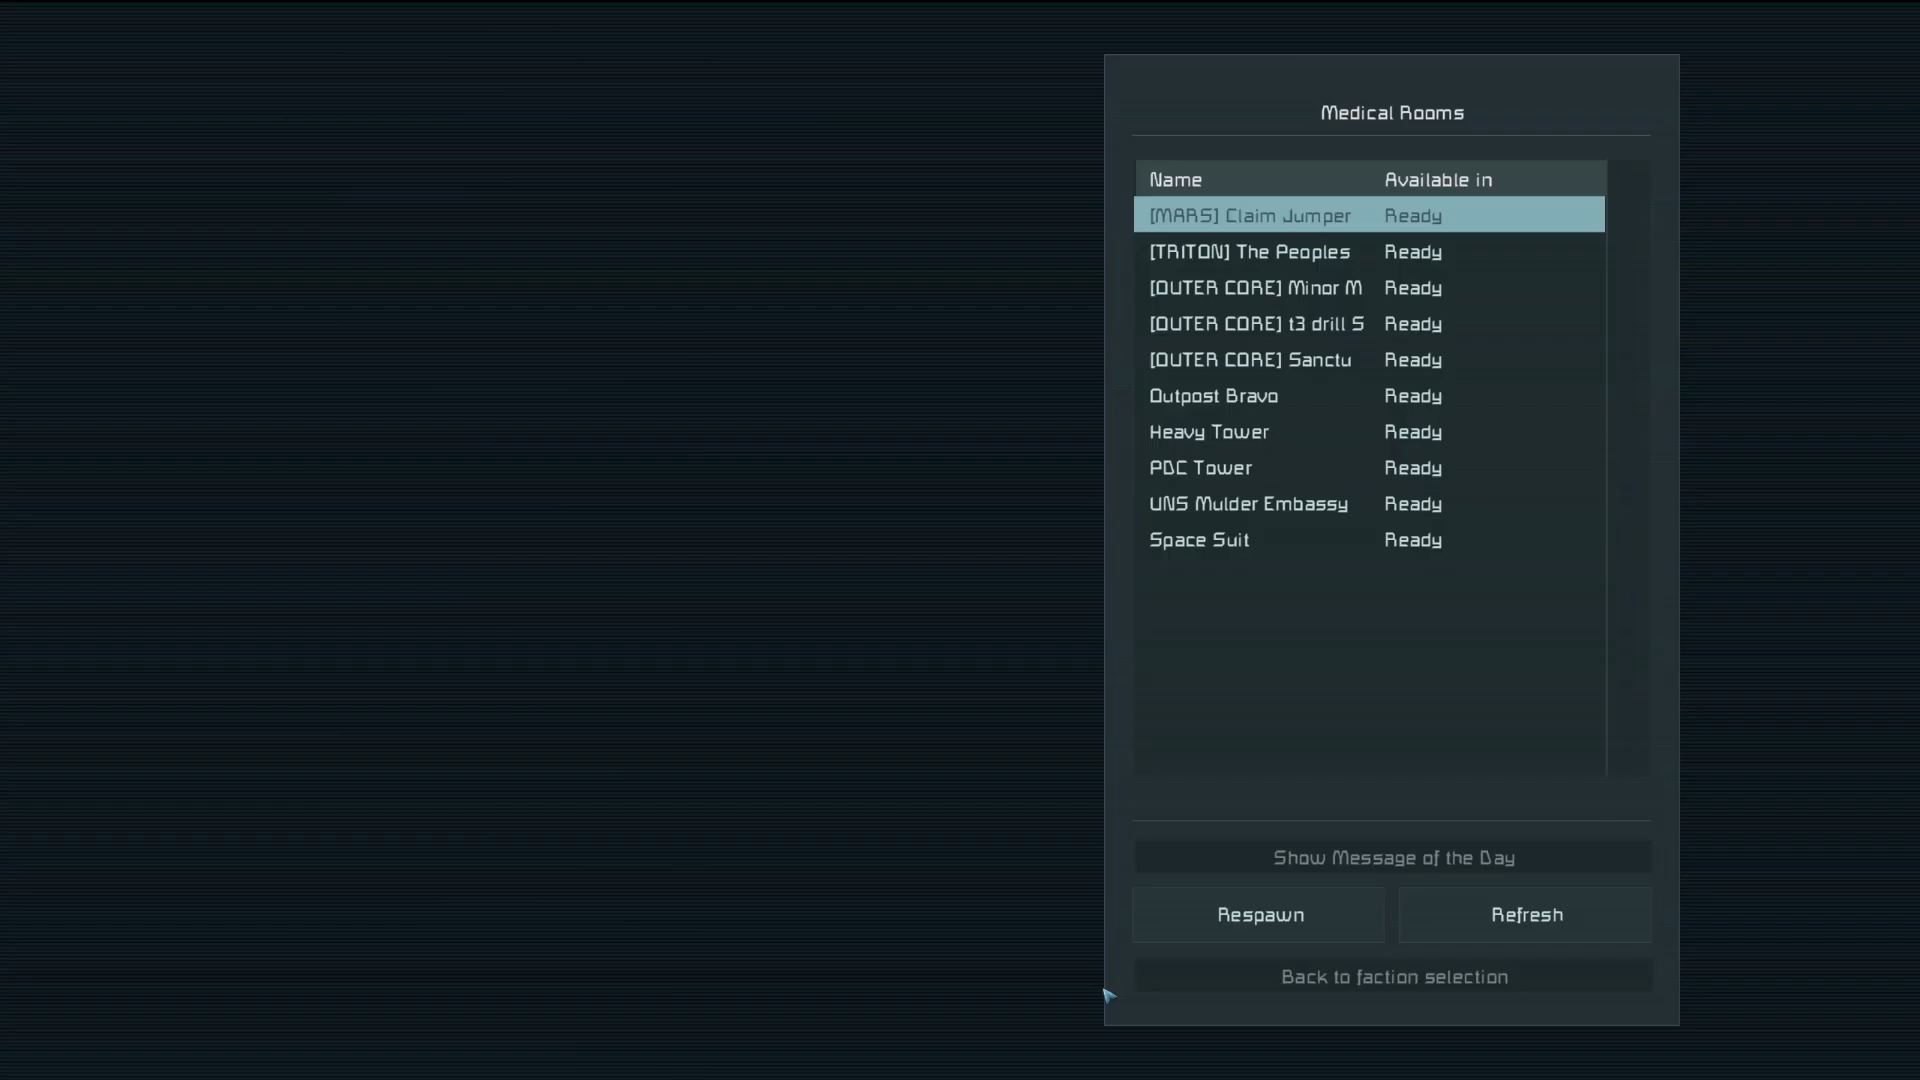 Medical Rooms
Name Available in
[MARS] Claim Jumper Ready
[TRITON] The Peoples Ready
[OUTER CORE] Minor M Ready
[OUTER CORE] t3 drill S Ready
[OUTER CORE] Sanctu Ready
Outpost Bravo Ready
Heavy Tower Ready
PDC Tower Ready
UNS Mulder Embassy Ready
Space Suit Ready
Show Message of the Day
Respawn Refresh
Back to faction selection